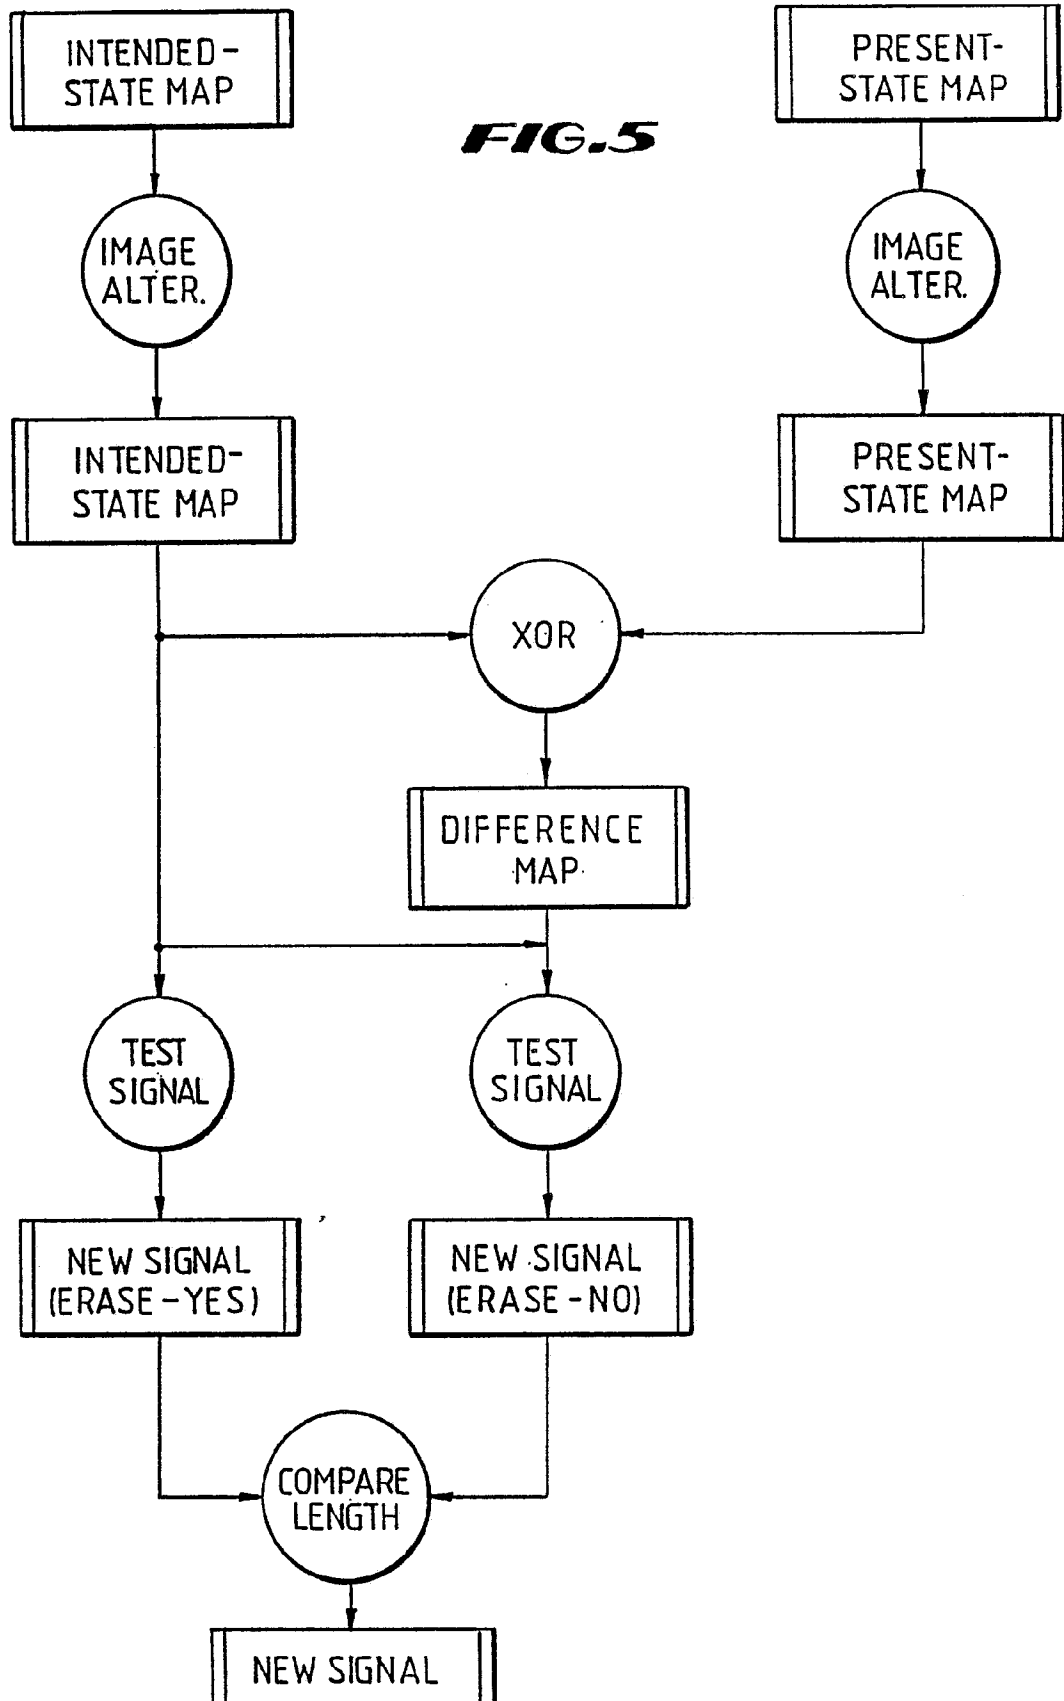 INTENDED-
STATE MAP
PRESENT-
STATE MAP
FIG.5
IMAGE
ALTER.
IMAGE
ALTER.
INTENDED-
STATE MAP
PRESENT-
STATE MAP
XOR
DIFFERENCE
MAP
TEST
SIGNAL
TEST
SIGNAL
NEW SIGNAL
(ERASE-YES)
NEW SIGNAL
(ERASE-NO)
COMPARE
LENGTH
NEW SIGNAL